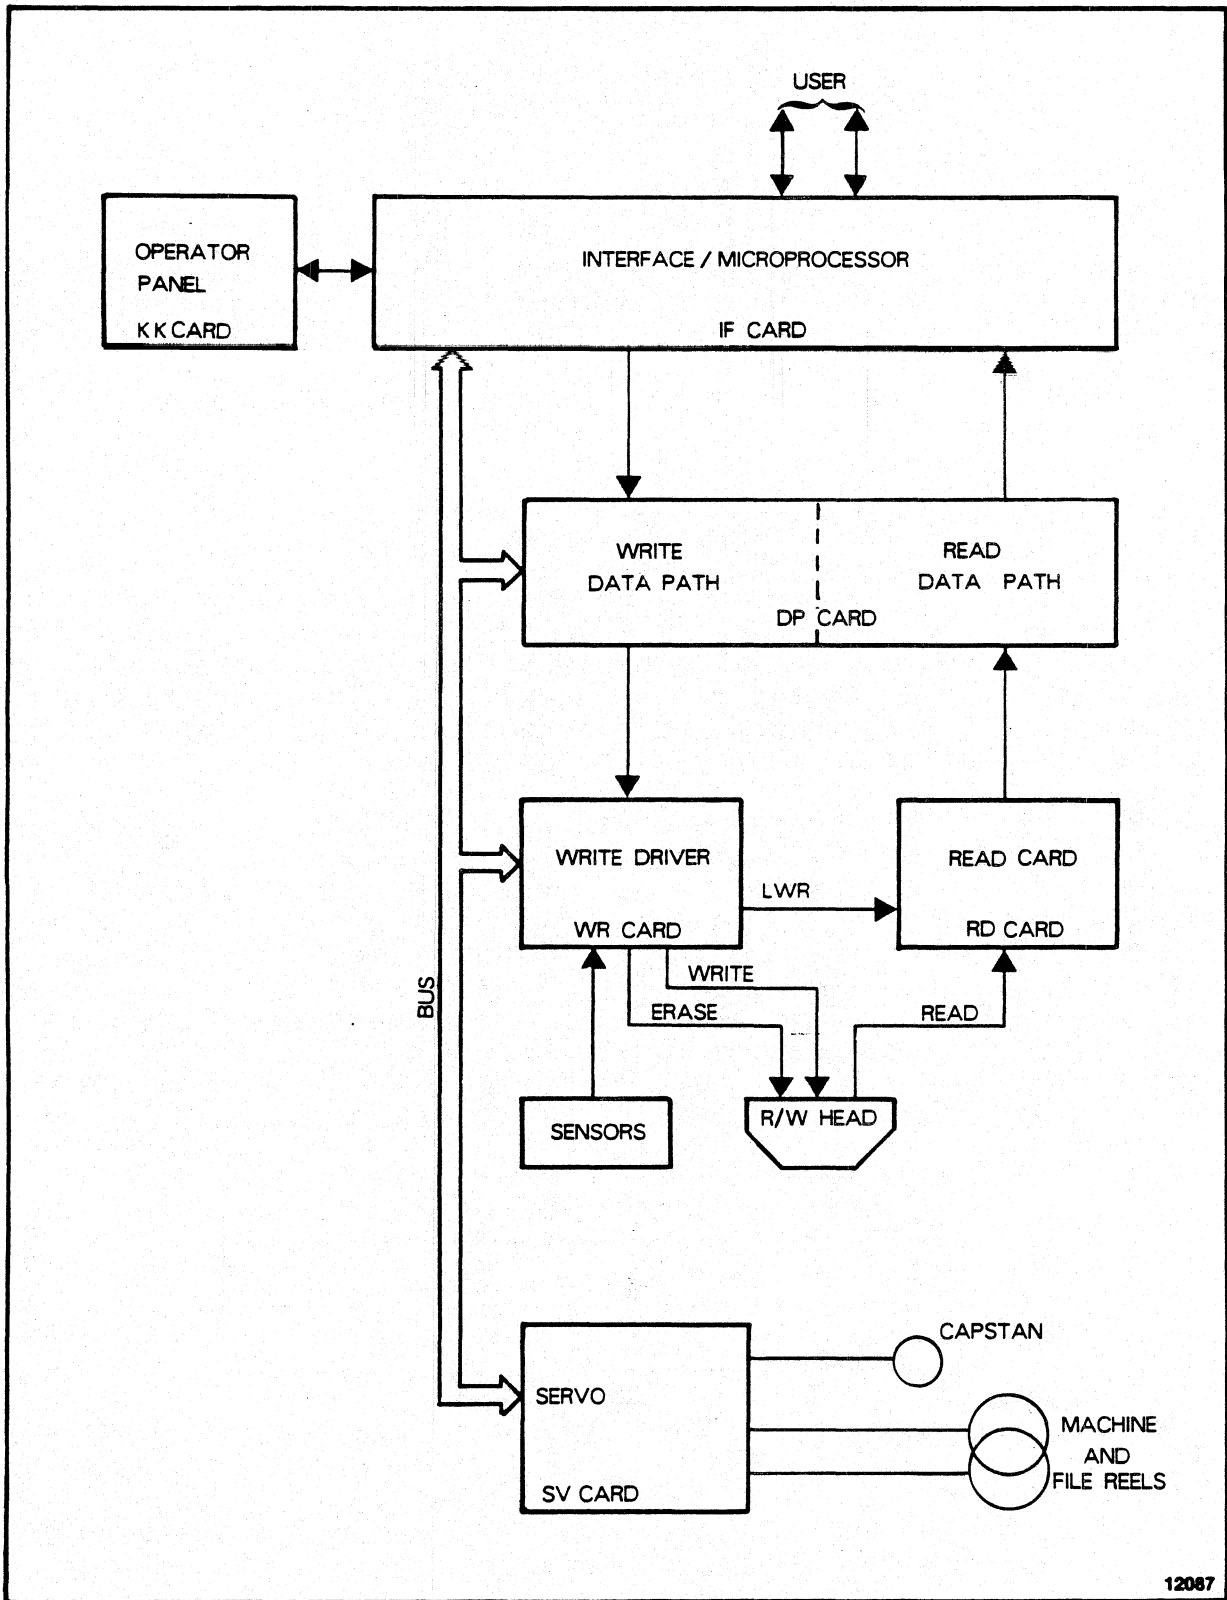 USER
OPERATOR
PANEL
KK CARD
INTERFACE / MICROPROCESSOR
IF CARD
WRITE
DATA PATH
READ
DATA PATH
DP CARD
WRITE DRIVER
WR CARD
LWR
READ CARD
RD CARD
BUS
WRITE
ERASE
READ
SENSORS
R/W HEAD
SERVO
SV CARD
CAPSTAN
MACHINE
AND
FILE REELS
12087